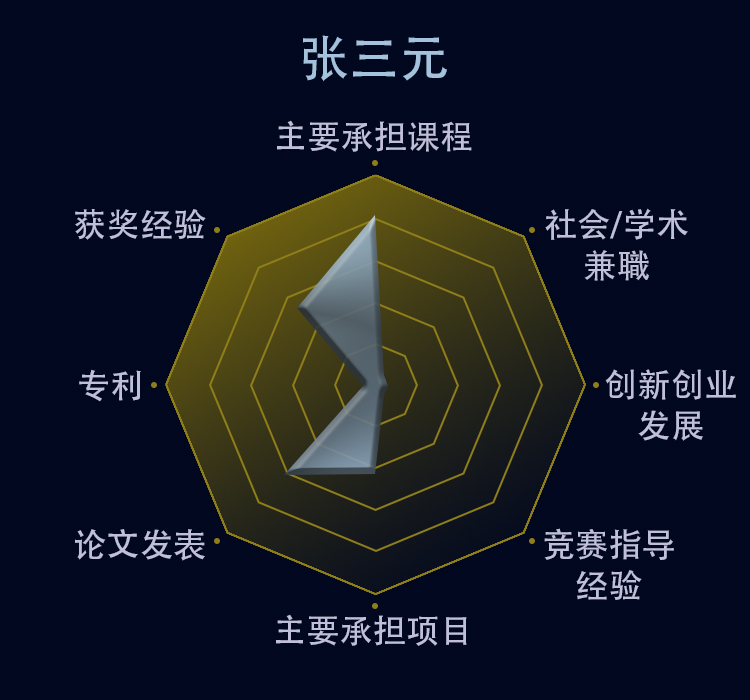 张三元
主要承担课程
获奖经验
社会/学术
兼職
专利
创新创业
发展
论文发表
竞赛指导
经验
主要承担项目